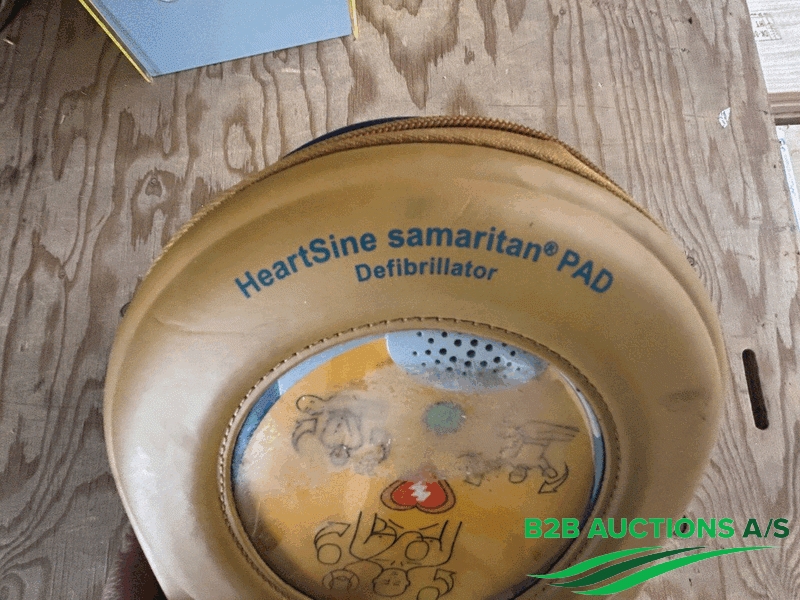 HeartSine samaritan® PAD
Defibrillator
B2B AUCTIONS A/S